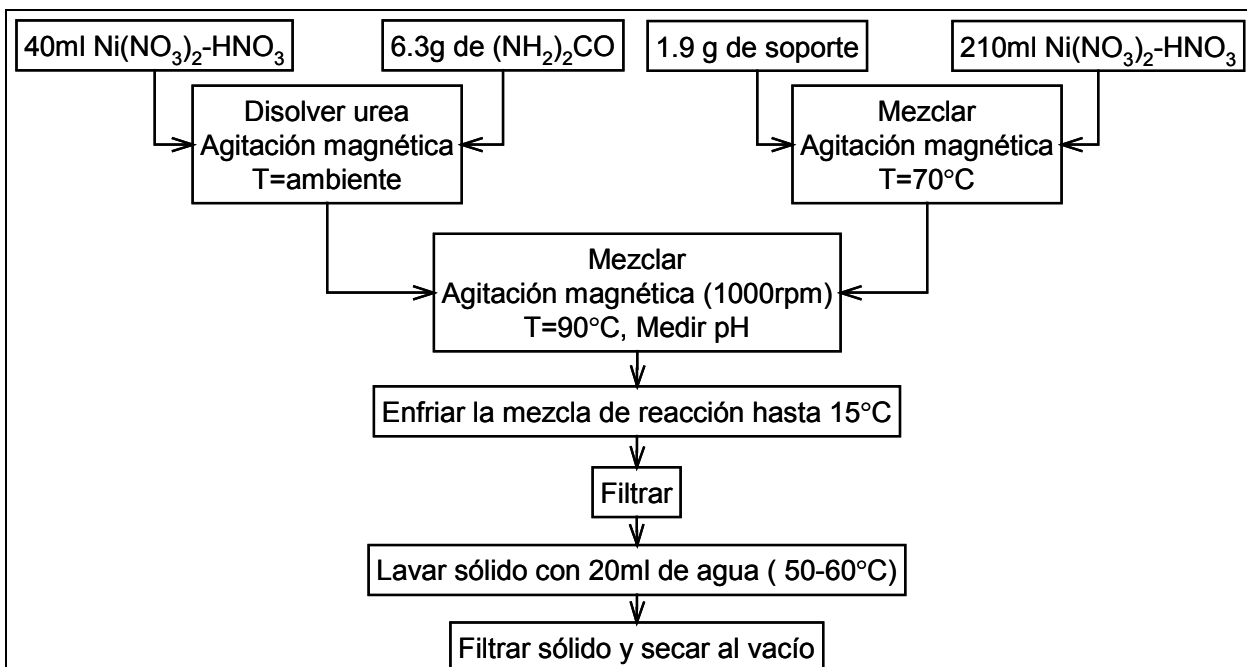 40ml Ni(NO₃)₂-HNO₃
6.3g de (NH₂)₂CO
1.9 g de soporte
210ml Ni(NO₃)₂-HNO₃
Disolver urea
Agitación magnética
T=ambiente
Mezclar
Agitación magnética
T=70°C
Mezclar
Agitación magnética (1000rpm)
T=90°C, Medir pH
Enfriar la mezcla de reacción hasta 15°C
Filtrar
Lavar sólido con 20ml de agua ( 50-60°C)
Filtrar sólido y secar al vacío